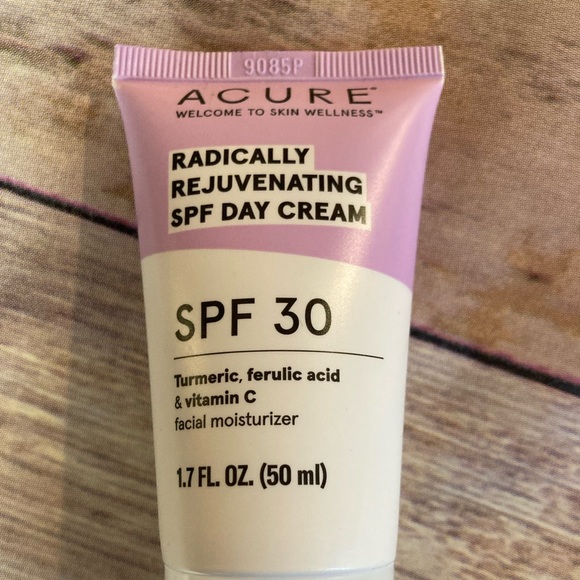 9085P
ACURE®
WELCOME TO SKIN WELLNESS™
RADICALLY
REJUVENATING
SPF DAY CREAM
SPF 30
Turmeric, ferulic acid
& vitamin C
facial moisturizer
1.7 FL. OZ. (50 ml)